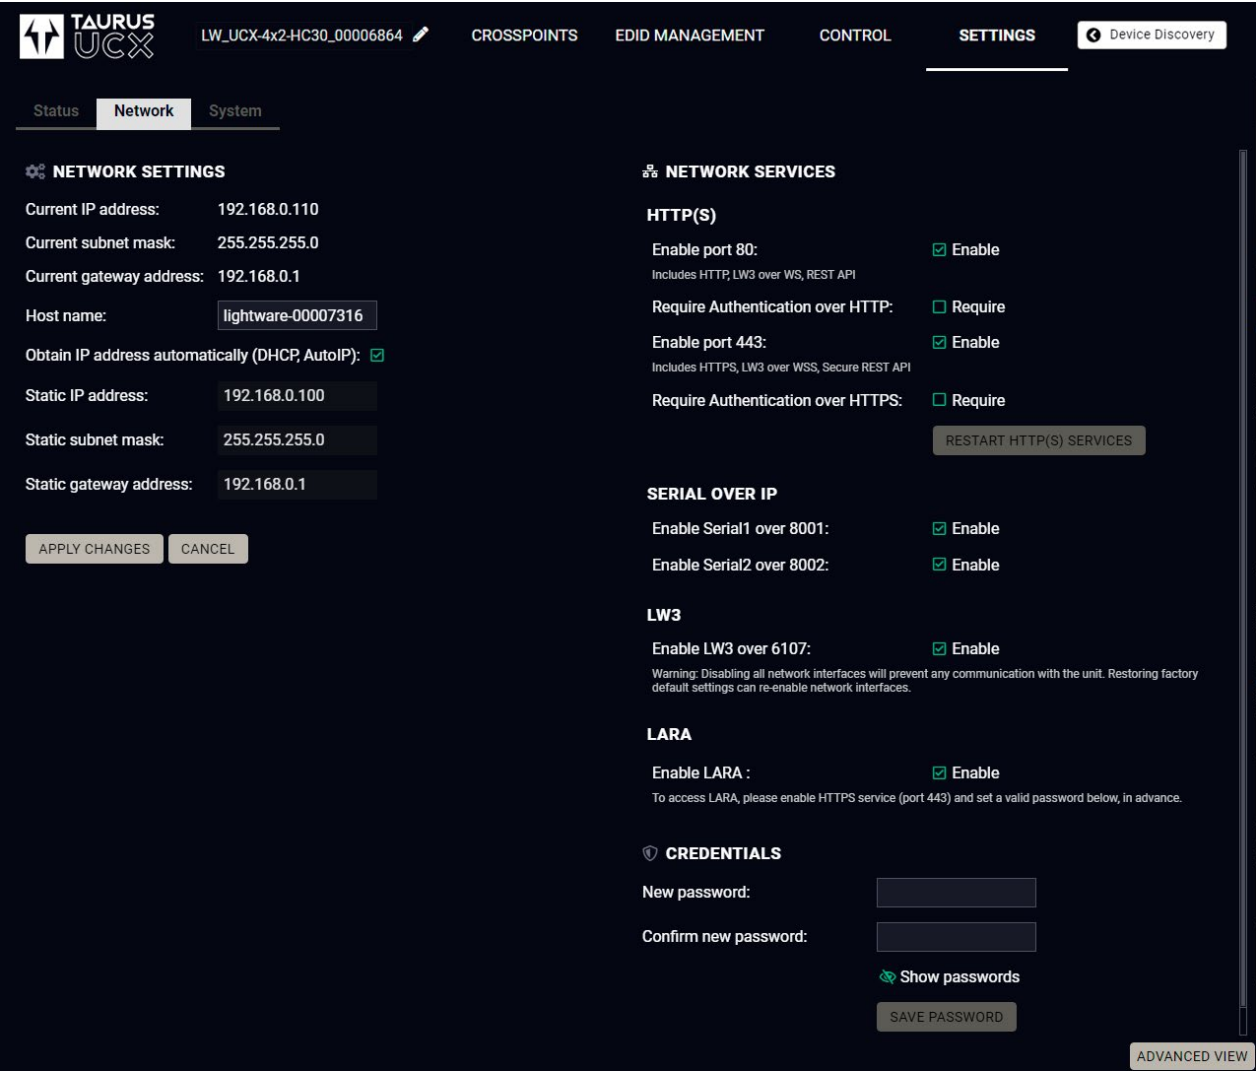 TAURUS
UCX
LW_UCX-4x2-HC30_00006864
CROSSPOINTS
EDID MANAGEMENT
CONTROL
SETTINGS
Device Discovery
Status
Network
System
NETWORK SETTINGS
Current IP address: 192.168.0.110
Current subnet mask: 255.255.255.0
Current gateway address: 192.168.0.1
Host name: lightware-00007316
Obtain IP address automatically (DHCP, AutoIP):
Static IP address: 192.168.0.100
Static subnet mask: 255.255.255.0
Static gateway address: 192.168.0.1
APPLY CHANGES
CANCEL
NETWORK SERVICES
HTTP(S)
Enable port 80: Enable
Includes HTTP, LW3 over WS, REST API
Require Authentication over HTTP: Require
Enable port 443: Enable
Includes HTTPS, LW3 over WSS, Secure REST API
Require Authentication over HTTPS: Require
RESTART HTTP(S) SERVICES
SERIAL OVER IP
Enable Serial1 over 8001: Enable
Enable Serial2 over 8002: Enable
LW3
Enable LW3 over 6107: Enable
Warning: Disabling all network interfaces will prevent any communication with the unit. Restoring factory
default settings can re-enable network interfaces.
LARA
Enable LARA : Enable
To access LARA, please enable HTTPS service (port 443) and set a valid password below, in advance.
CREDENTIALS
New password:
Confirm new password:
Show passwords
SAVE PASSWORD
ADVANCED VIEW